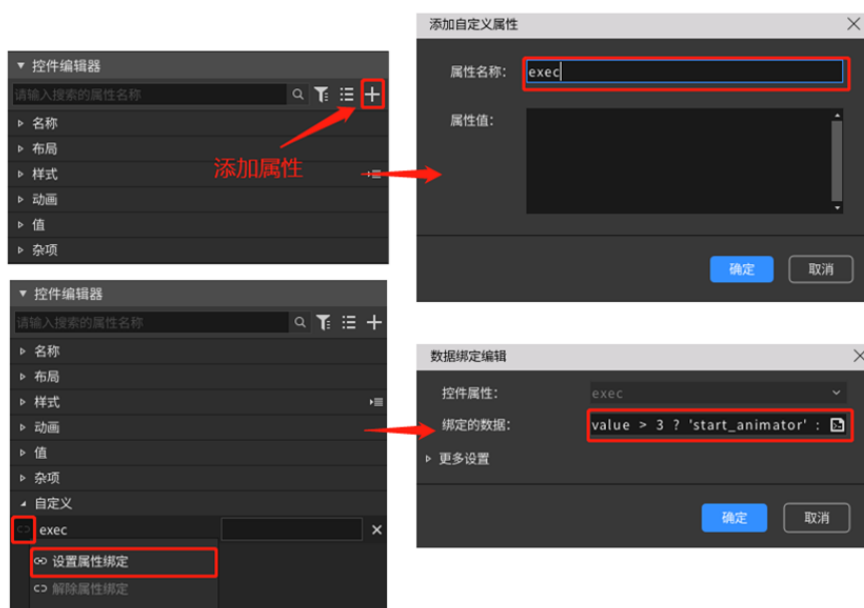 控件编辑器
请输入搜索的属性名称
名称
布局
样式
动画
值
杂项
添加属性
添加自定义属性
属性名称:
exec
属性值:
确定
取消
控件编辑器
请输入搜索的属性名称
名称
布局
样式
动画
值
杂项
自定义
exec
设置属性绑定
解除属性绑定
数据绑定编辑
控件属性:
exec
绑定的数据:
value > 3 ? 'start_animator' :
更多设置
确定
取消